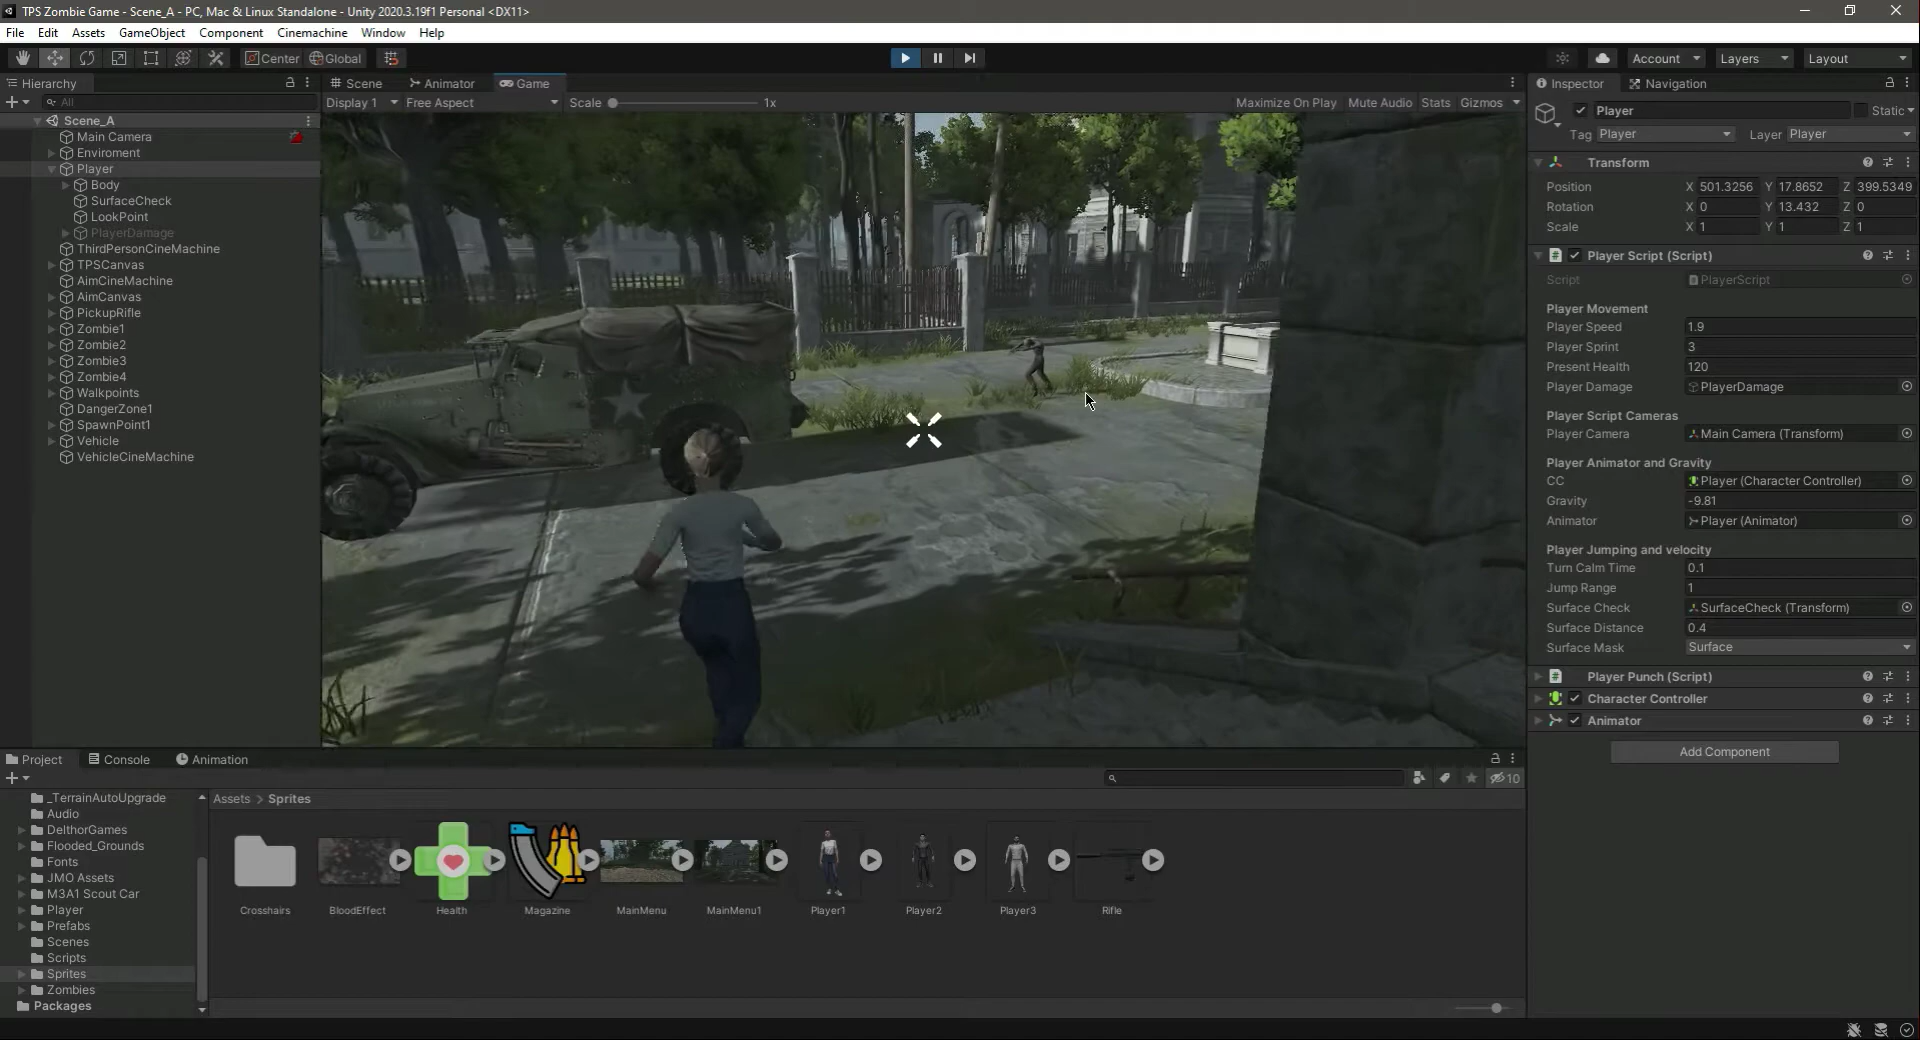 TPS Zombie Game - Scene_A - PC, Mac & Linux Standalone - Unity 2020.3.19f1 Personal <DX11>
File Edit Assets GameObject Component Cinemachine Window Help
Center Global Account Layers Layout
Hierarchy
All
Scene_A
Main Camera
Enviroment
Player
Body
SurfaceCheck
LookPoint
PlayerDamage
ThirdPersonCineMachine
TPSCanvas
AimCineMachine
AimCanvas
PickupRifle
Zombie1
Zombie2
Zombie3
Zombie4
Walkpoints
DangerZone1
SpawnPoint1
Vehicle
VehicleCineMachine
Scene Animator Game
Display 1 Free Aspect Scale 1x Maximize On Play Mute Audio Stats Gizmos
Inspector Navigation
Player Static
Tag Player Layer Player
Transform
Position X 501.3256 Y 17.8652 Z 399.5349
Rotation X 0 Y 13.432 Z 0
Scale X 1 Y 1 Z 1
Player Script (Script)
Script PlayerScript
Player Movement
Player Speed 1.9
Player Sprint 3
Present Health 120
Player Damage PlayerDamage
Player Script Cameras
Player Camera Main Camera (Transform)
Player Animator and Gravity
CC Player (Character Controller)
Gravity -9.81
Animator Player (Animator)
Player Jumping and velocity
Turn Calm Time 0.1
Jump Range 1
Surface Check SurfaceCheck (Transform)
Surface Distance 0.4
Surface Mask Surface
Player Punch (Script)
Character Controller
Animator
Add Component
Project Console Animation
10
_TerrainAutoUpgrade
Audio
DelthorGames
Flooded_Grounds
Fonts
JMO Assets
M3A1 Scout Car
Player
Prefabs
Scenes
Scripts
Sprites
Zombies
Packages
Assets > Sprites
Crosshairs BloodEffect Health Magazine MainMenu MainMenu1 Player1 Player2 Player3 Rifle